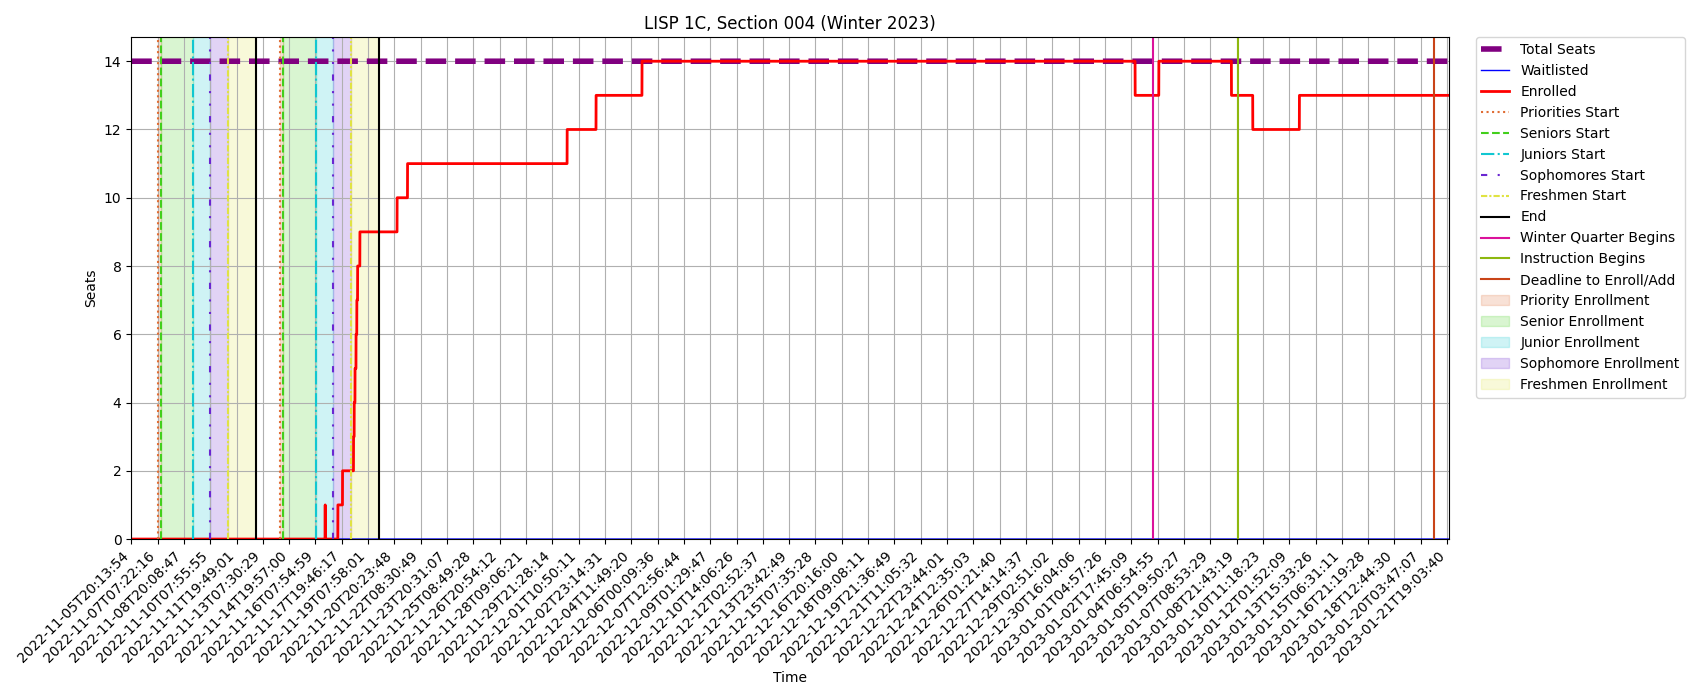 LISP 1C, Section 004 (Winter 2023)
14
12
10
8
6
4
2
0
Seats
2022-11-05T20:13:54
2022-11-07T07:22:16
2022-11-08T20:08:47
2022-11-10T07:55:55
2022-11-11T19:49:01
2022-11-13T07:30:29
2022-11-14T19:57:00
2022-11-16T07:54:59
2022-11-17T19:46:17
2022-11-19T07:58:01
2022-11-20T20:23:48
2022-11-22T08:30:49
2022-11-23T20:31:07
2022-11-25T08:49:28
2022-11-26T20:54:12
2022-11-28T09:06:21
2022-11-29T21:28:14
2022-12-01T10:50:11
2022-12-02T23:14:31
2022-12-04T11:49:20
2022-12-06T00:09:36
2022-12-07T12:56:44
2022-12-09T01:29:47
2022-12-10T14:06:26
2022-12-12T02:52:37
2022-12-13T23:42:49
2022-12-15T07:35:28
2022-12-16T20:16:00
2022-12-18T09:08:11
2022-12-19T21:36:49
2022-12-21T11:05:32
2022-12-22T23:44:01
2022-12-24T12:35:03
2022-12-26T01:21:40
2022-12-27T14:14:37
2022-12-29T02:51:02
2022-12-30T16:04:06
2023-01-01T04:57:26
2023-01-02T17:45:09
2023-01-04T06:54:55
2023-01-05T19:50:27
2023-01-07T08:53:29
2023-01-08T21:43:19
2023-01-10T11:18:23
2023-01-12T01:52:09
2023-01-13T15:33:26
2023-01-15T06:31:11
2023-01-16T21:19:28
2023-01-18T12:44:30
2023-01-20T03:47:07
2023-01-21T19:03:40
Time
Total Seats
Waitlisted
Enrolled
Priorities Start
Seniors Start
Juniors Start
Sophomores Start
Freshmen Start
End
Winter Quarter Begins
Instruction Begins
Deadline to Enroll/Add
Priority Enrollment
Senior Enrollment
Junior Enrollment
Sophomore Enrollment
Freshmen Enrollment